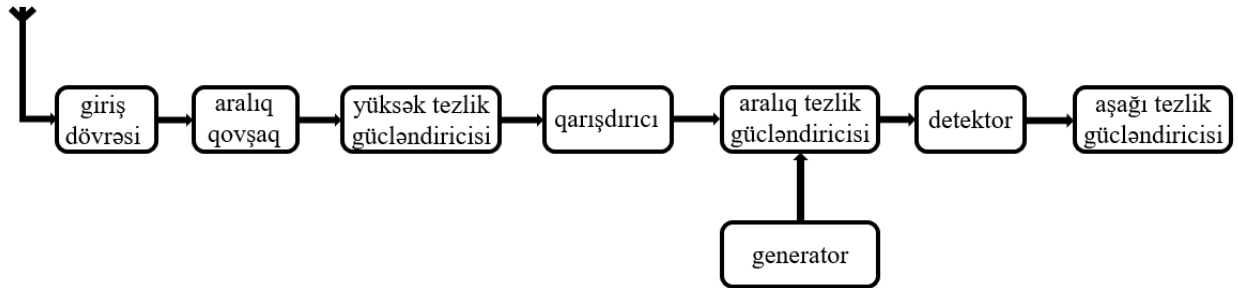 giriş
dövrəsi
aralıq
qovşaq
yüksək tezlik
gücləndiricisi
qarışdırıcı
aralıq tezlik
gücləndiricisi
detektor
aşağı tezlik
gücləndiricisi
generator